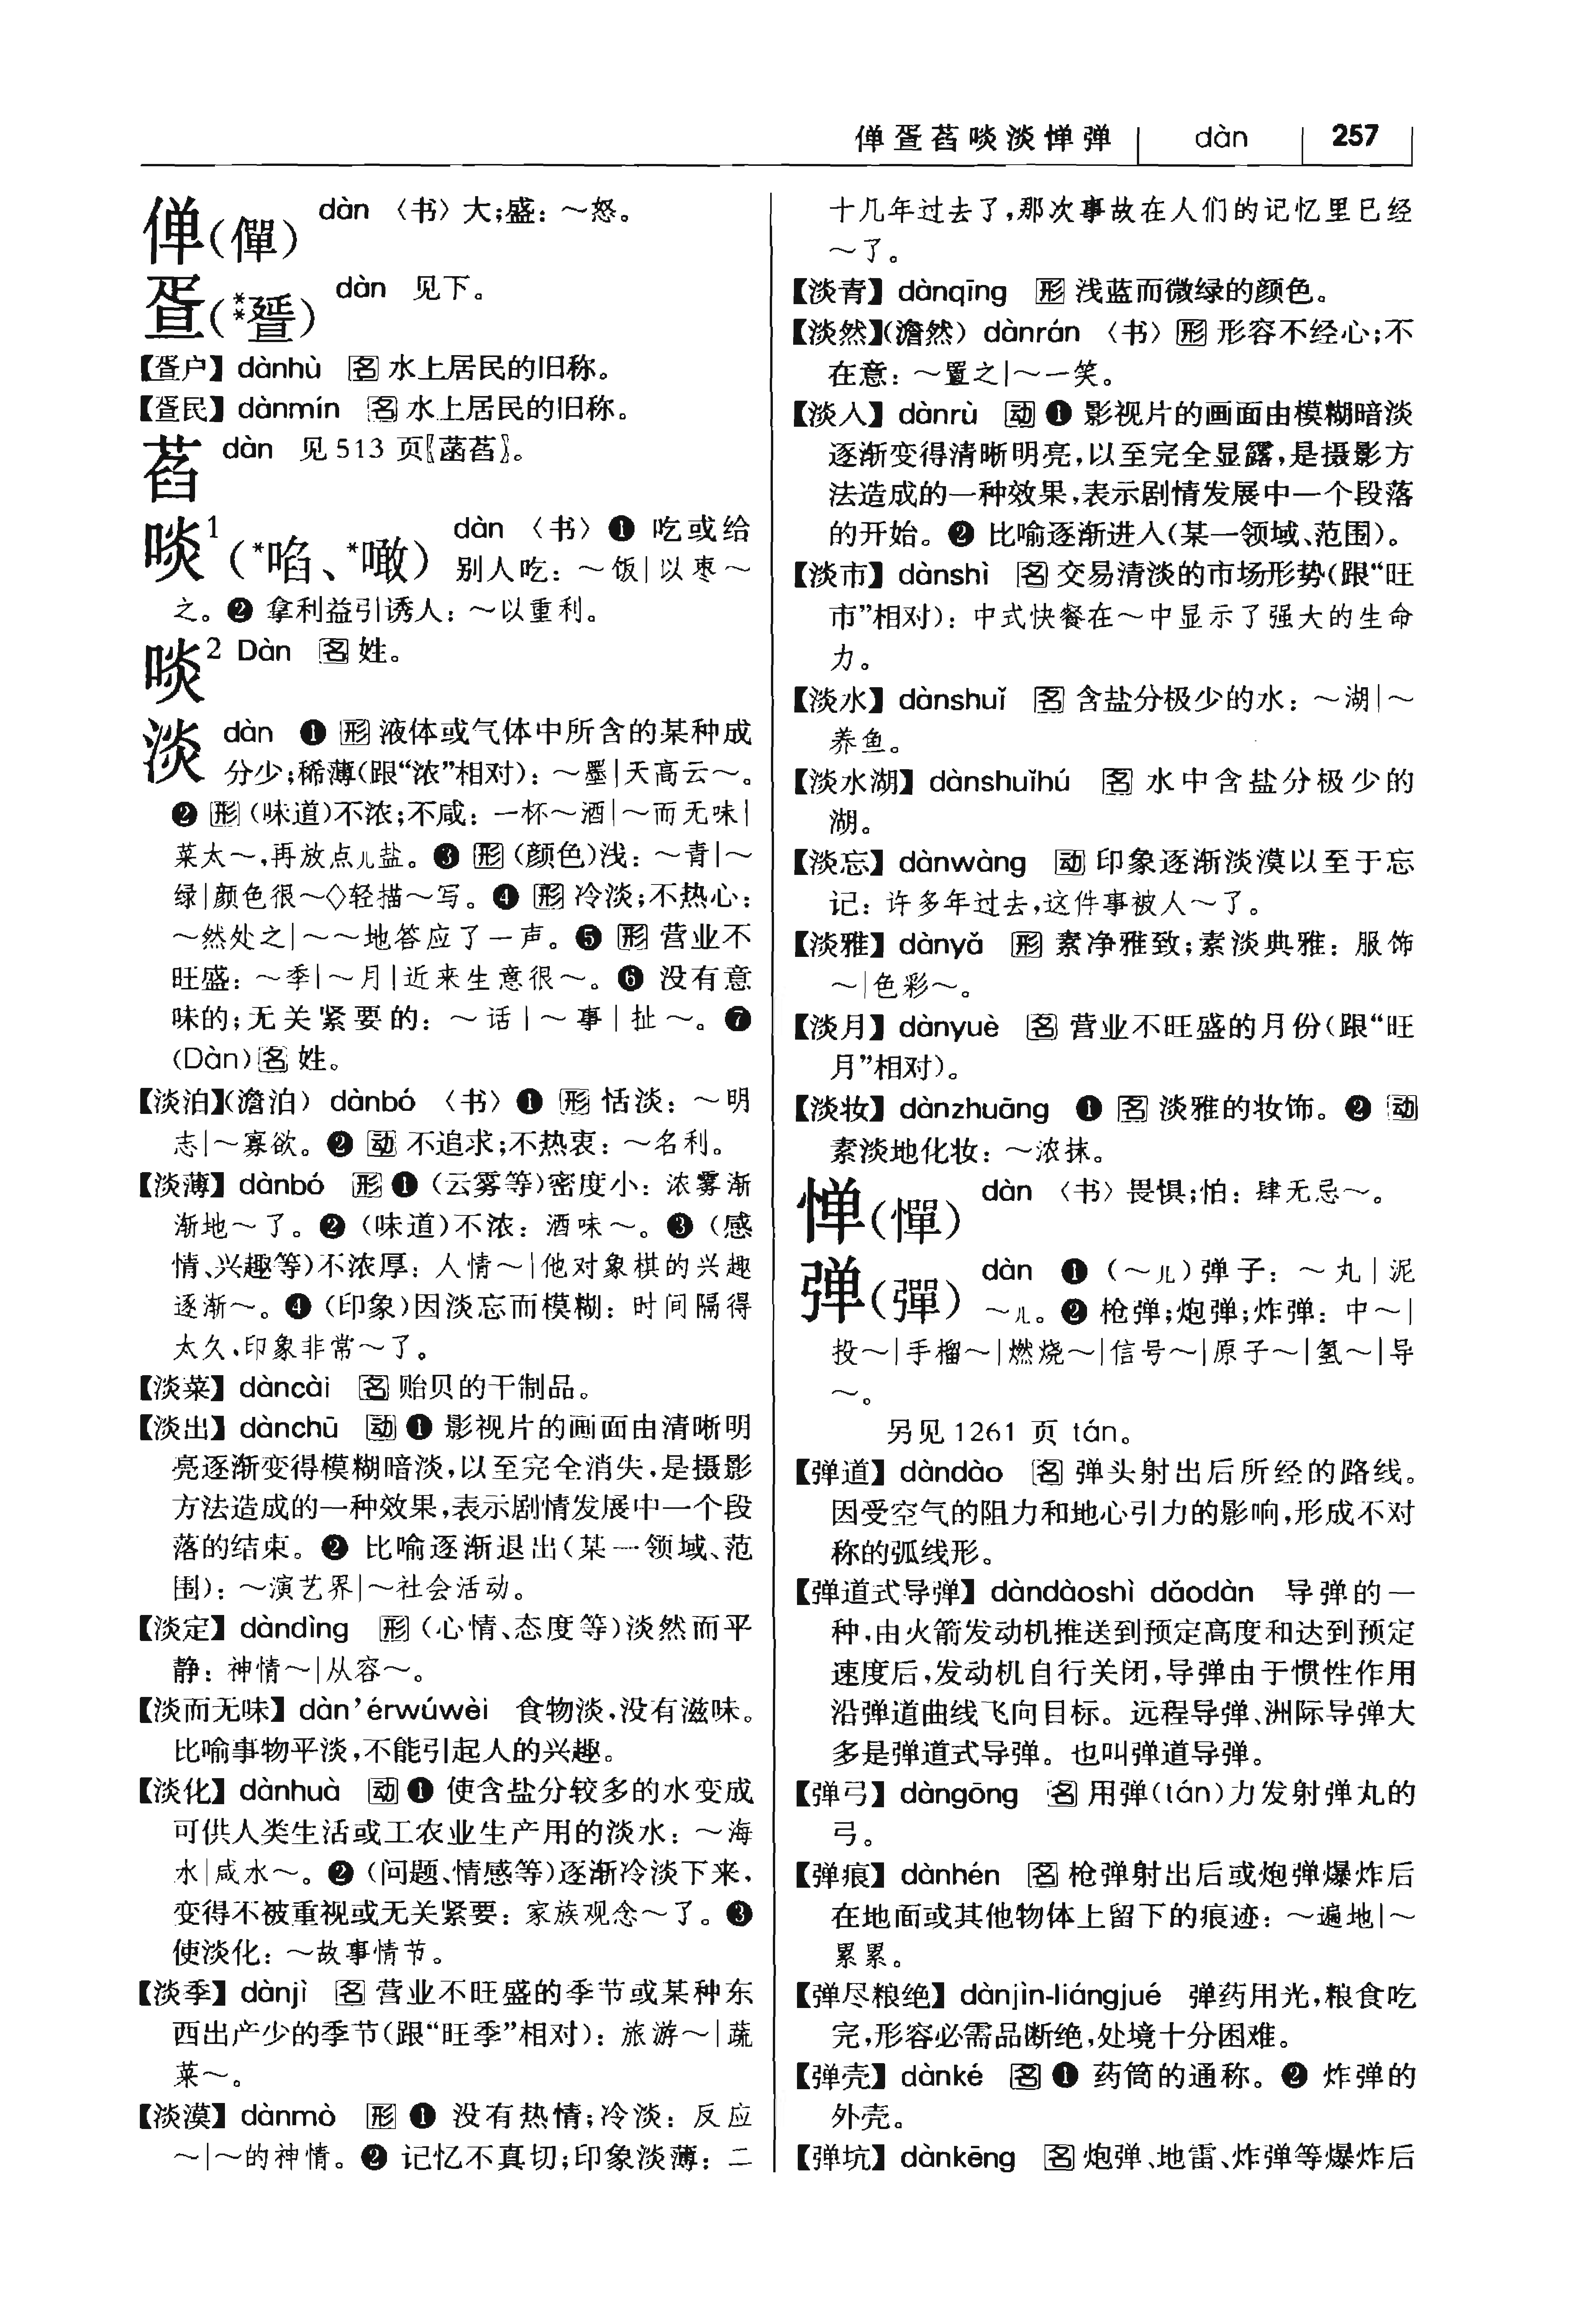 𬢒疍萏啖淡惮弹 dàn 257
僤(僤) dàn 〈书〉大;盛：～怒。
疍(**蜑) dàn 见下。
【疍户】dànhù 名 水上居民的旧称。
【疍民】dànmín 名 水上居民的旧称。
萏 dàn 见 513 页〖菡萏〗。
啖¹(*啗、*噉) dàn 〈书〉❶ 吃或给
别人吃：～饭|以枣～
之。❷ 拿利益引诱人：～以重利。
啖² Dàn 名 姓。
淡 dàn ❶ 形 液体或气体中所含的某种成
分少;稀薄(跟“浓”相对)：～墨|天高云～。
❷ 形 (味道)不浓;不咸：一杯～酒|～而无味|
菜太～,再放点儿盐。❸ 形 (颜色)浅：～青|～
绿|颜色很～◇轻描～写。❹ 形 冷淡;不热心：
～然处之|～～地答应了一声。❺ 形 营业不
旺盛：～季|～月|近来生意很～。❻ 没有意
味的;无关紧要的：～话|～事|扯～。❼
(Dàn)名 姓。
【淡泊】(澹泊) dànbó 〈书〉❶ 形 恬淡：～明
志|～寡欲。❷ 动 不追求;不热衷：～名利。
【淡薄】dànbó 形 ❶ (云雾等)密度小：浓雾渐
渐地～了。❷ (味道)不浓：酒味～。❸ (感
情、兴趣等)不浓厚：人情～|他对象棋的兴趣
逐渐～。❹ (印象)因淡忘而模糊：时间隔得
太久,印象非常～了。
【淡菜】dàncài 名 贻贝的干制品。
【淡出】dànchū 动 ❶ 影视片的画面由清晰明
亮逐渐变得模糊暗淡,以至完全消失,是摄影
方法造成的一种效果,表示剧情发展中一个段
落的结束。❷ 比喻逐渐退出(某一领域、范
围)：～演艺界|～社会活动。
【淡定】dàndìng 形 (心情、态度等)淡然而平
静：神情～|从容～。
【淡而无味】dàn’érwúwèi 食物淡,没有滋味。
比喻事物平淡,不能引起人的兴趣。
【淡化】dànhuà 动 ❶ 使含盐分较多的水变成
可供人类生活或工农业生产用的淡水：～海
水|咸水～。❷ (问题、情感等)逐渐冷淡下来,
变得不被重视或无关紧要：家族观念～了。❸
使淡化：～故事情节。
【淡季】dànjì 名 营业不旺盛的季节或某种东
西出产少的季节(跟“旺季”相对)：旅游～|蔬
菜～。
【淡漠】dànmò 形 ❶ 没有热情;冷淡：反应
～|～的神情。❷ 记忆不真切;印象淡薄：二
十几年过去了,那次事故在人们的记忆里已经
～了。
【淡青】dànqīng 形 浅蓝而微绿的颜色。
【淡然】(澹然) dànrán 〈书〉形 形容不经心;不
在意：～置之|～一笑。
【淡入】dànrù 动 ❶ 影视片的画面由模糊暗淡
逐渐变得清晰明亮,以至完全显露,是摄影方
法造成的一种效果,表示剧情发展中一个段落
的开始。❷ 比喻逐渐进入(某一领域、范围)。
【淡市】dànshì 名 交易清淡的市场形势(跟“旺
市”相对)：中式快餐在～中显示了强大的生命
力。
【淡水】dànshuǐ 名 含盐分极少的水：～湖|～
养鱼。
【淡水湖】dànshuǐhú 名 水中含盐分极少的
湖。
【淡忘】dànwàng 动 印象逐渐淡漠以至于忘
记：许多年过去,这件事被人～了。
【淡雅】dànyǎ 形 素净雅致;素淡典雅：服饰
～|色彩～。
【淡月】dànyuè 名 营业不旺盛的月份(跟“旺
月”相对)。
【淡妆】dànzhuāng ❶ 名 淡雅的妆饰。❷ 动
素淡地化妆：～浓抹。
惮(憚) dàn 〈书〉畏惧;怕：肆无忌～。
弹(彈) dàn ❶ (～儿)弹子：～丸|泥
～儿。❷ 枪弹;炮弹;炸弹：中～|
投～|手榴～|燃烧～|信号～|原子～|氢～|导
～。
另见 1261 页 tán。
【弹道】dàndào 名 弹头射出后所经的路线。
因受空气的阻力和地心引力的影响,形成不对
称的弧线形。
【弹道式导弹】dàndàoshì dǎodàn 导弹的一
种,由火箭发动机推送到预定高度和达到预定
速度后,发动机自行关闭,导弹由于惯性作用
沿弹道曲线飞向目标。远程导弹、洲际导弹大
多是弹道式导弹。也叫弹道导弹。
【弹弓】dàngōng 名 用弹(tán)力发射弹丸的
弓。
【弹痕】dànhén 名 枪弹射出后或炮弹爆炸后
在地面或其他物体上留下的痕迹：～遍地|～
累累。
【弹尽粮绝】dànjìn-liángjué 弹药用光,粮食吃
完,形容必需品断绝,处境十分困难。
【弹壳】dànké 名 ❶ 药筒的通称。❷ 炸弹的
外壳。
【弹坑】dànkēng 名 炮弹、地雷、炸弹等爆炸后